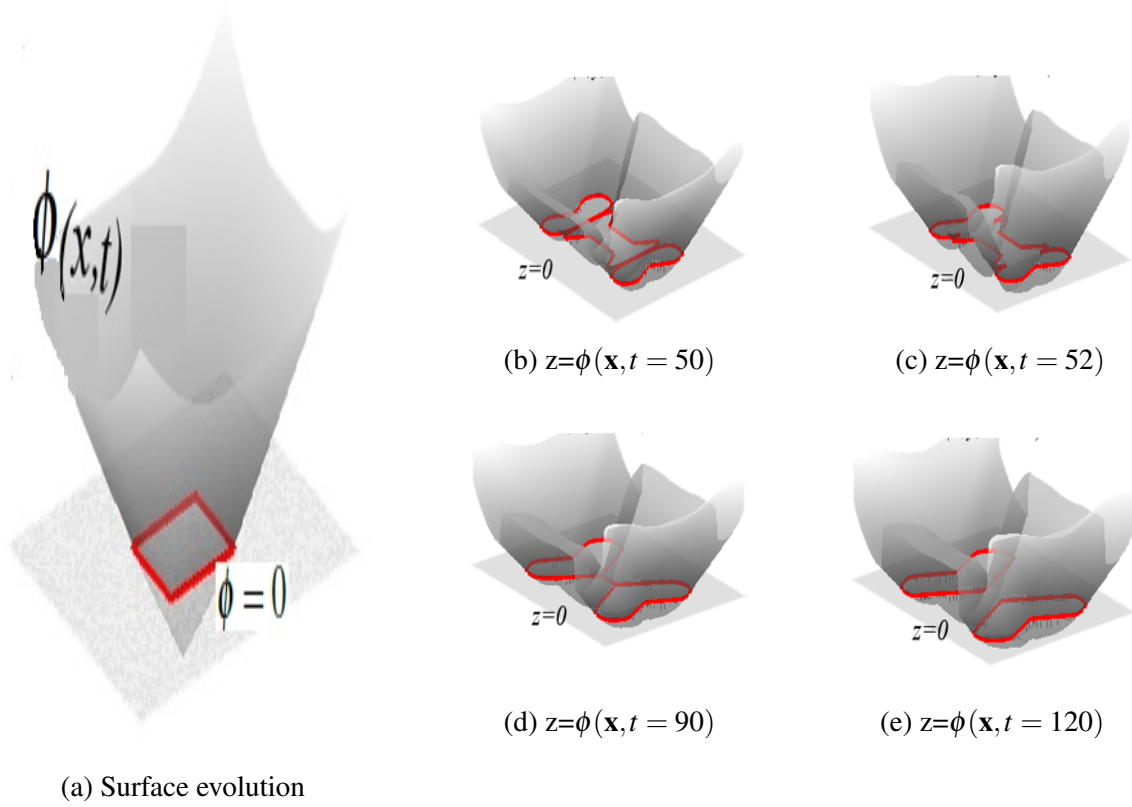 ϕ(x,t)
ϕ = 0
(a) Surface evolution
z=0
(b) z=ϕ(x,t = 50)
z=0
(c) z=ϕ(x,t = 52)
z=0
(d) z=ϕ(x,t = 90)
z=0
(e) z=ϕ(x,t = 120)